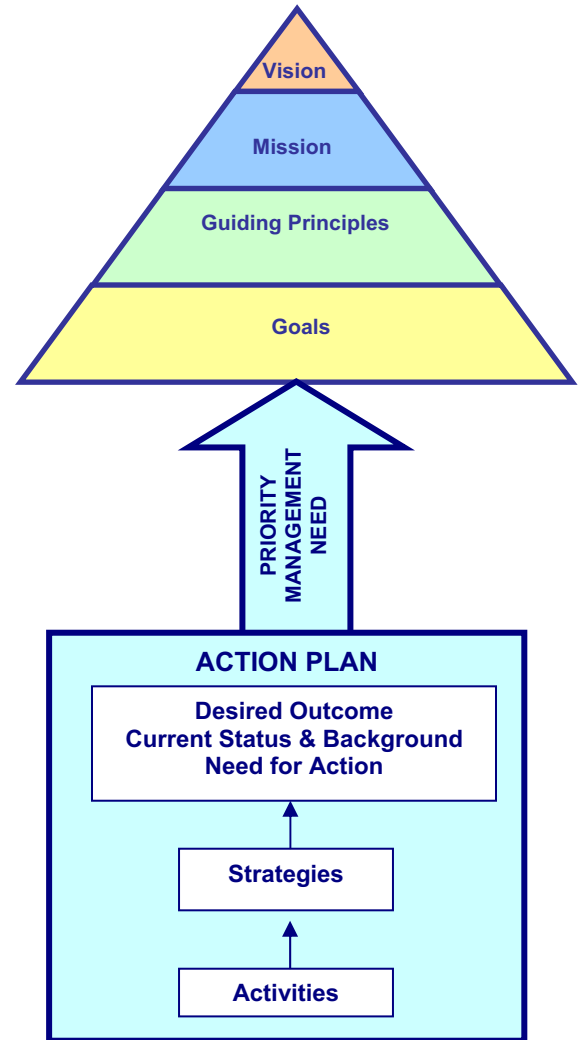 Vision
Mission
Guiding Principles
Goals
PRIORITY
MANAGEMENT
NEED
ACTION PLAN
Desired Outcome
Current Status & Background
Need for Action
Strategies
Activities